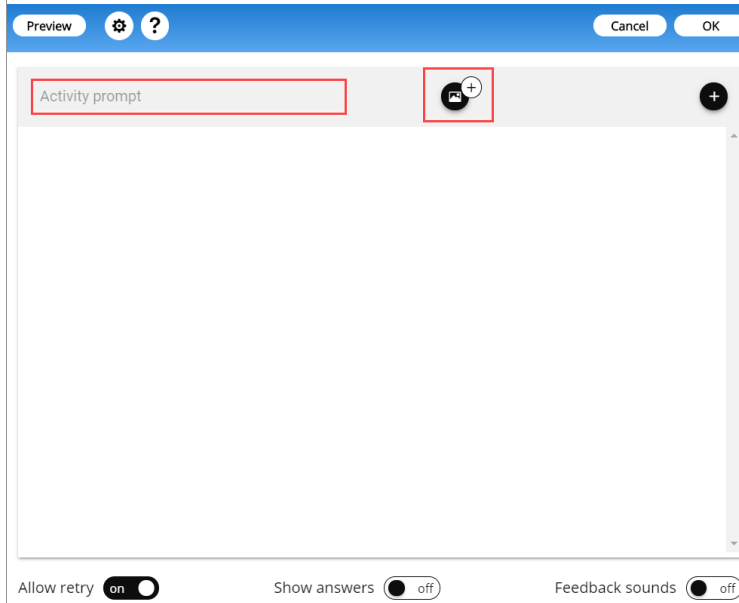 Preview ? Cancel OK
Activity prompt
Allow retry on Show answers off Feedback sounds off